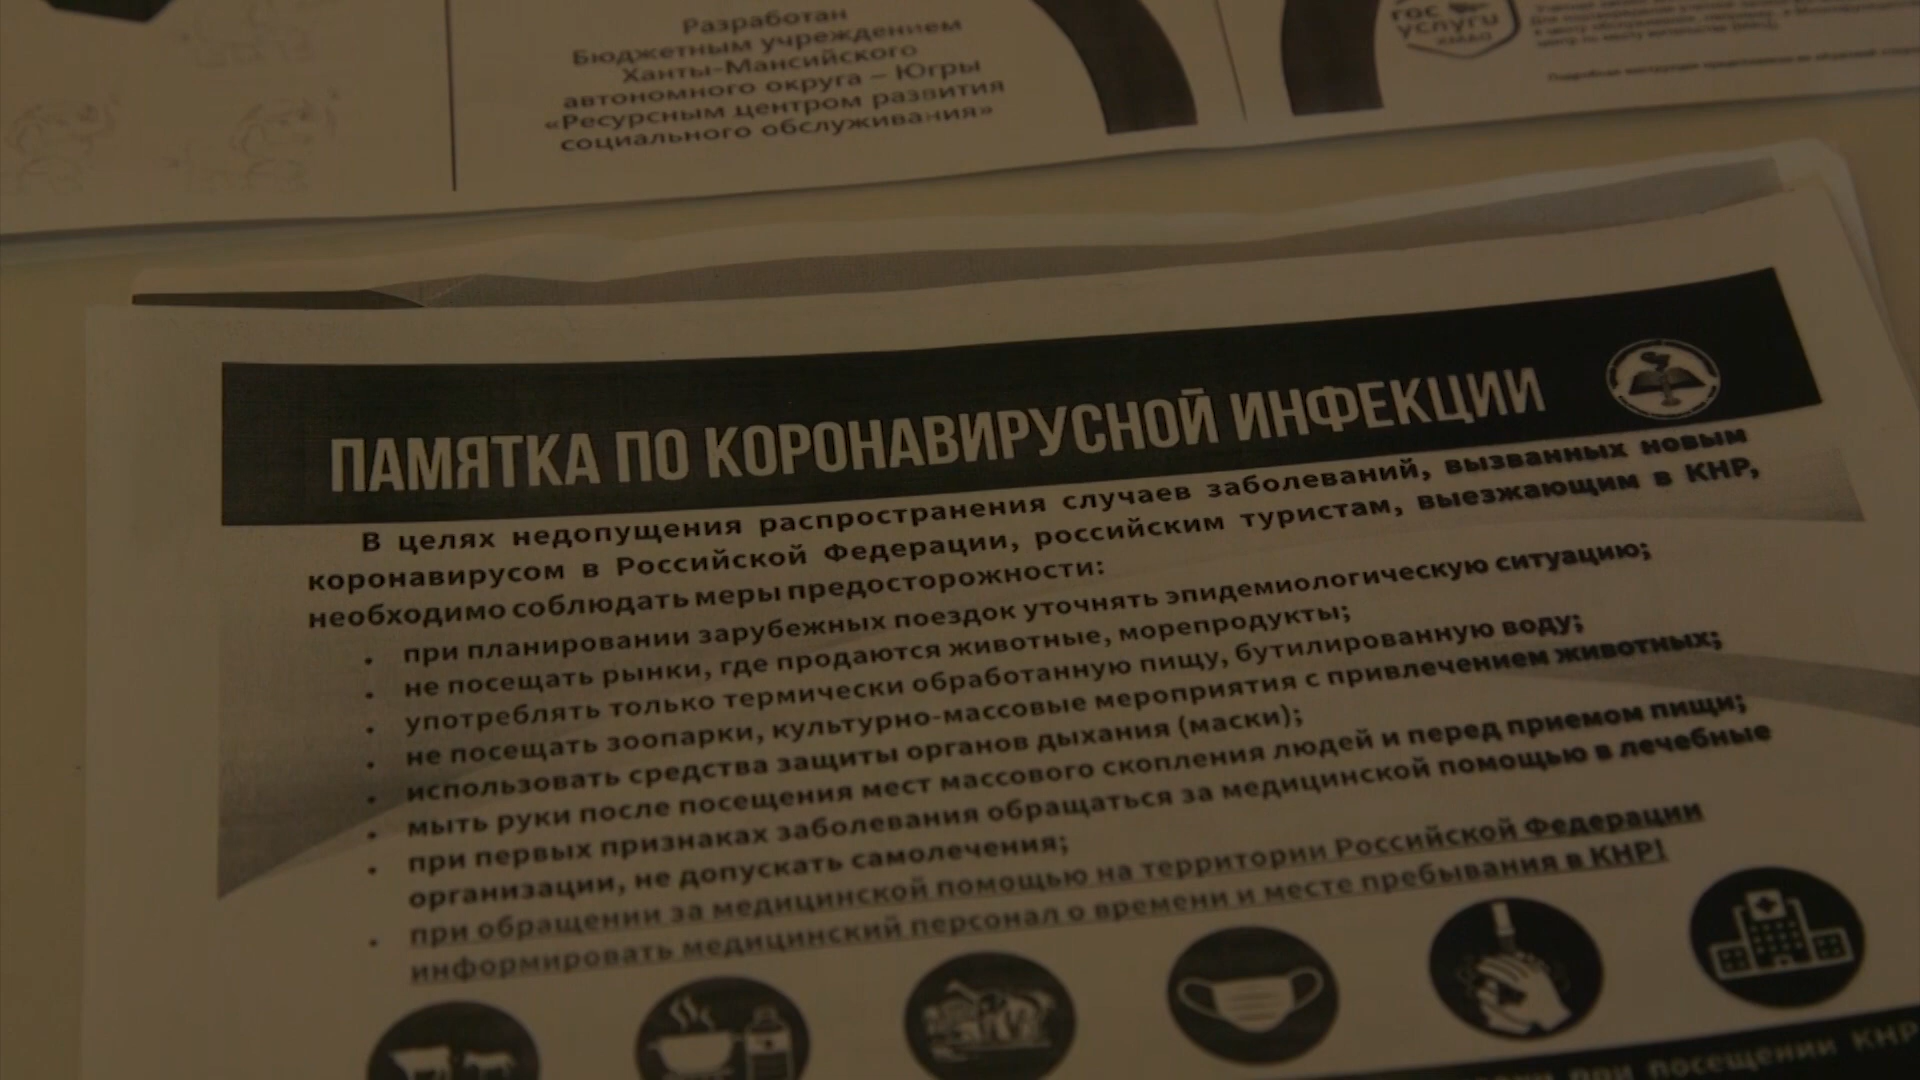 Разработан
Бюджетным учреждением
Ханты-Мансийского
автономного округа – Югры
«Ресурсным центром развития
социального обслуживания»
гос
услуги
ПАМЯТКА ПО КОРОНАВИРУСНОЙ ИНФЕКЦИИ
В целях недопущения распространения случаев заболеваний, вызванных новым
коронавирусом в Российской Федерации, российским туристам, выезжающим в КНР,
необходимо соблюдать меры предосторожности:
• при планировании зарубежных поездок уточнять эпидемиологическую ситуацию;
• не посещать рынки, где продаются животные, морепродукты;
• употреблять только термически обработанную пищу, бутилированную воду;
• не посещать зоопарки, культурно-массовые мероприятия с привлечением животных;
• использовать средства защиты органов дыхания (маски);
• мыть руки после посещения мест массового скопления людей и перед приемом пищи;
• при первых признаках заболевания обращаться за медицинской помощью в лечебные
организации, не допускать самолечения;
• при обращении за медицинской помощью на территории Российской Федерации
информировать медицинский персонал о времени и месте пребывания в КНР!
при посещении КНР